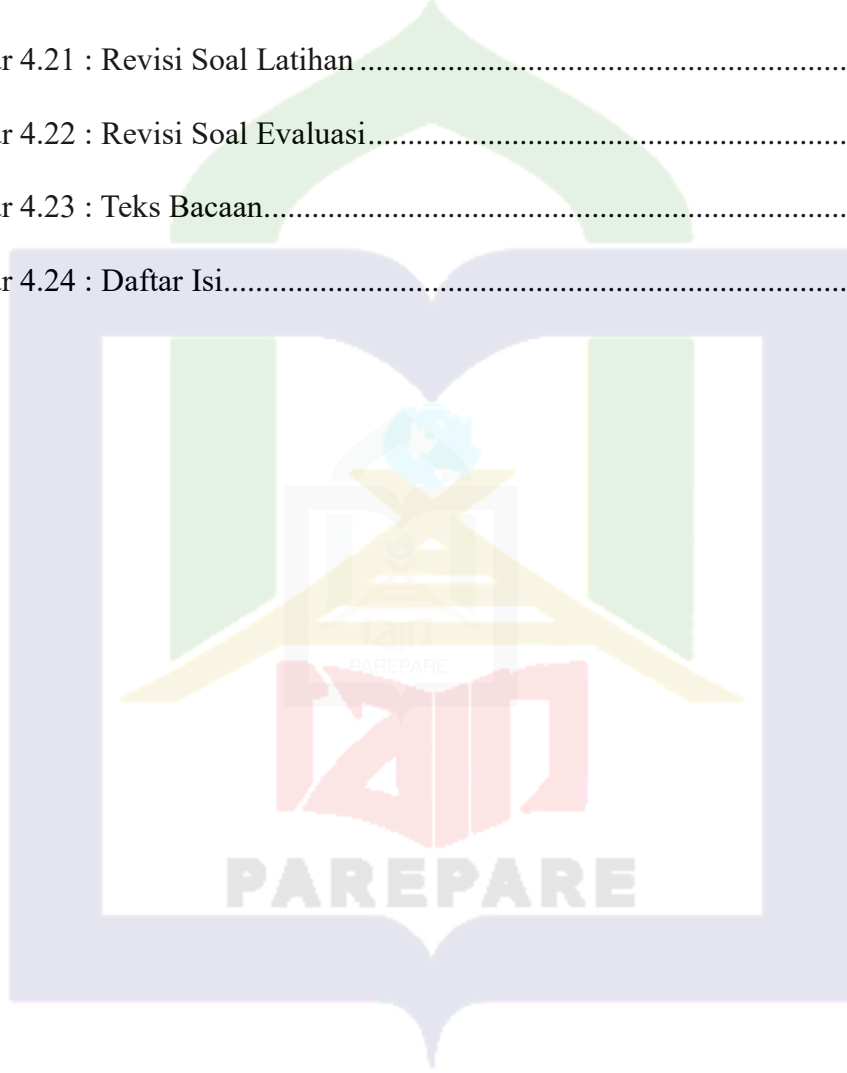 r 4.21 : Revisi Soal Latihan ............................................................
r 4.22 : Revisi Soal Evaluasi............................................................
r 4.23 : Teks Bacaan.........................................................................
r 4.24 : Daftar Isi..............................................................................
PAREPARE
iain
PAREPARE